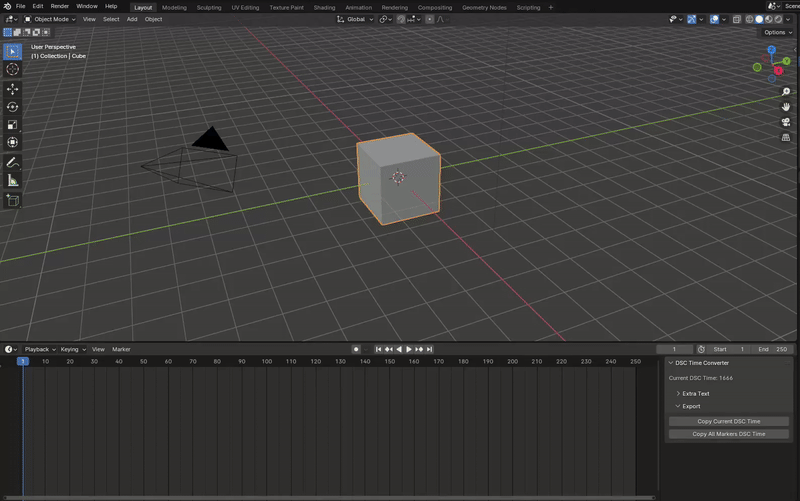 File Edit Render Window Help Layout Modeling Sculpting UV Editing Texture Paint Shading Animation Rendering Compositing Geometry Nodes Scripting + Scene
Object Mode View Select Add Object Global
Options
User Perspective
(1) Collection | Cube
Z
Y
X
Playback Keying View Marker 1 Start 1 End 250
1 10 20 30 40 50 60 70 80 90 100 110 120 130 140 150 160 170 180 190 200 210 220 230 240 250
DSC Time Converter
Current DSC Time: 1666
Extra Text
Export
Copy Current DSC Time
Copy All Markers DSC Time